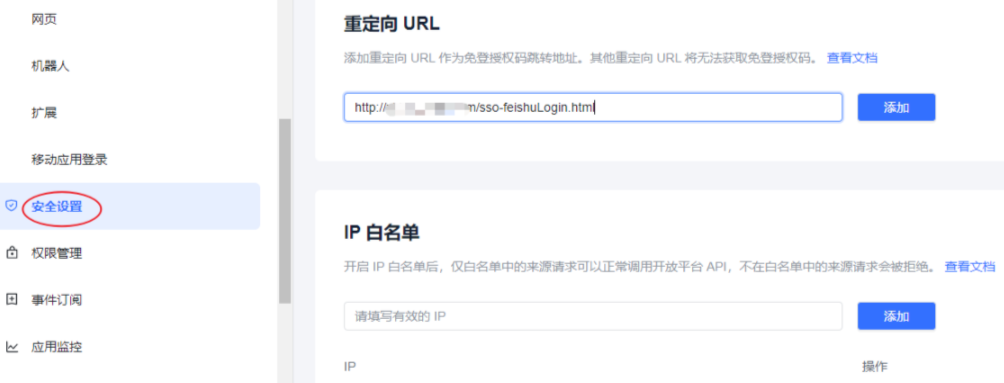 网页
机器人
扩展
移动应用登录
安全设置
权限管理
事件订阅
应用监控
重定向 URL
添加重定向 URL 作为免登授权码跳转地址。其他重定向 URL 将无法获取免登授权码。 查看文档
http://m/sso-feishuLogin.html
添加
IP 白名单
开启 IP 白名单后，仅白名单中的来源请求可以正常调用开放平台 API，不在白名单中的来源请求会被拒绝。 查看文档
请填写有效的 IP
添加
IP
操作